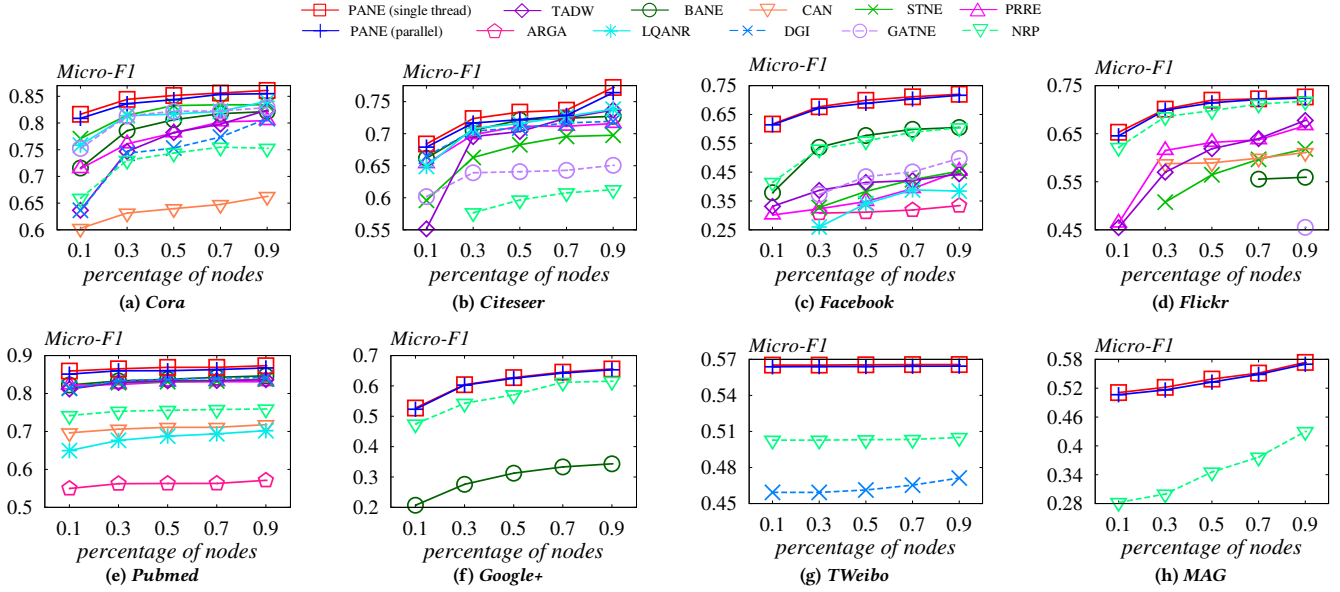 PANE (single thread) TADW BANE CAN STNE PRRE
PANE (parallel) ARGA LQANR DGI GATNE NRP
Micro-F1 Micro-F1 Micro-F1 Micro-F1
0.85 0.8 0.75 0.7 0.65 0.6
0.1 0.3 0.5 0.7 0.9
percentage of nodes
(a) Cora
0.75 0.7 0.65 0.6 0.55
0.1 0.3 0.5 0.7 0.9
percentage of nodes
(b) Citeseer
0.75 0.65 0.55 0.45 0.35 0.25
0.1 0.3 0.5 0.7 0.9
percentage of nodes
(c) Facebook
0.75 0.65 0.55 0.45
0.1 0.3 0.5 0.7 0.9
percentage of nodes
(d) Flickr
Micro-F1 Micro-F1 Micro-F1 Micro-F1
0.9 0.8 0.7 0.6 0.5
0.1 0.3 0.5 0.7 0.9
percentage of nodes
(e) Pubmed
0.7 0.6 0.5 0.4 0.3 0.2
0.1 0.3 0.5 0.7 0.9
percentage of nodes
(f) Google+
0.57 0.54 0.51 0.48 0.45
0.1 0.3 0.5 0.7 0.9
percentage of nodes
(g) TWeibo
0.58 0.52 0.46 0.4 0.34 0.28
0.1 0.3 0.5 0.7 0.9
percentage of nodes
(h) MAG